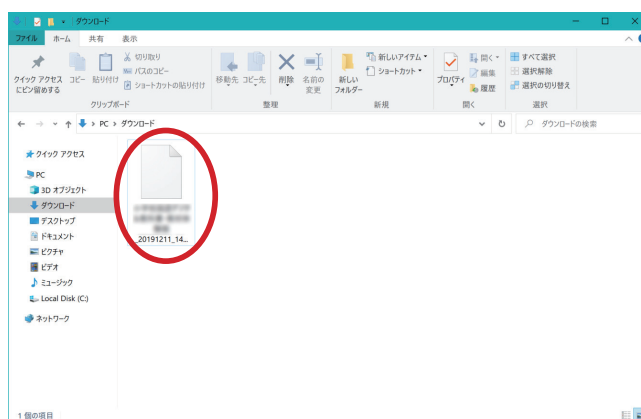 ダウンロード
ファイル ホーム 共有 表示
クイック アクセス
にピン留めする
コピー
貼り付け
切り取り
パスのコピー
ショートカットの貼り付け
クリップボード
移動先
コピー先
削除
名前の
変更
整理
新しい
フォルダー
新しいアイテム
ショートカット
新規
プロパティ
開く
編集
履歴
開く
すべて選択
選択解除
選択の切り替え
選択
PC > ダウンロード
ダウンロードの検索
クイック アクセス
PC
3D オブジェクト
ダウンロード
デスクトップ
ドキュメント
ピクチャ
ビデオ
ミュージック
Local Disk (C:)
ネットワーク
_20191211_14...
1 個の項目